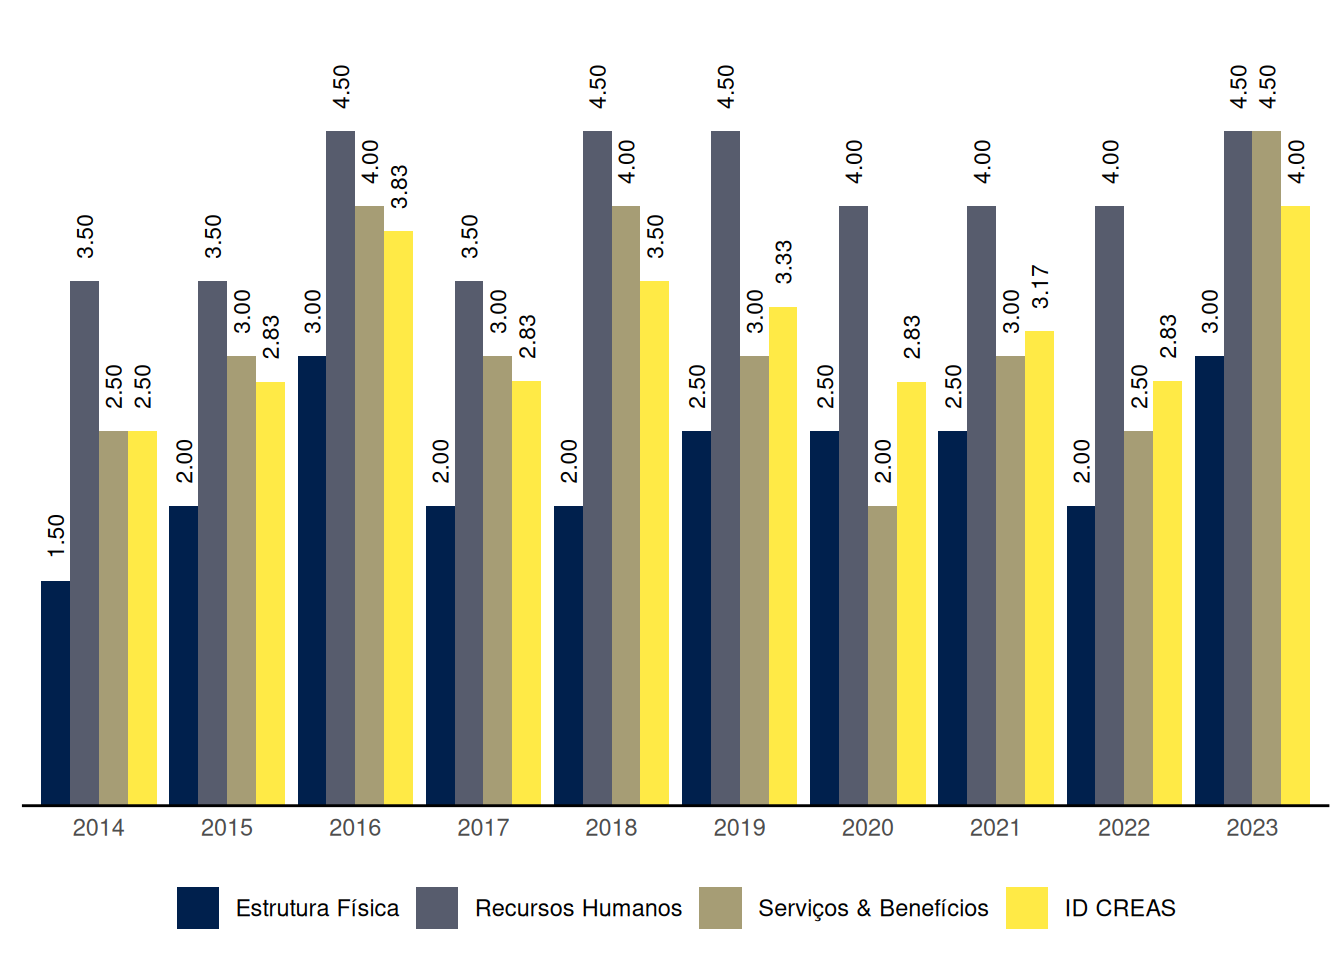 4.50 4.50 4.50 4.50 4.50
4.00 4.00 4.00 4.00 4.00 4.00
3.83
3.50 3.50 3.50 3.50
3.33
3.17
3.00 3.00 3.00 3.00 3.00 3.00
2.83 2.83 2.83 2.83
2.50 2.50 2.50 2.50 2.50 2.50
2.00 2.00 2.00 2.00 2.00
1.50
2014 2015 2016 2017 2018 2019 2020 2021 2022 2023
Estrutura Física Recursos Humanos Serviços & Benefícios ID CREAS